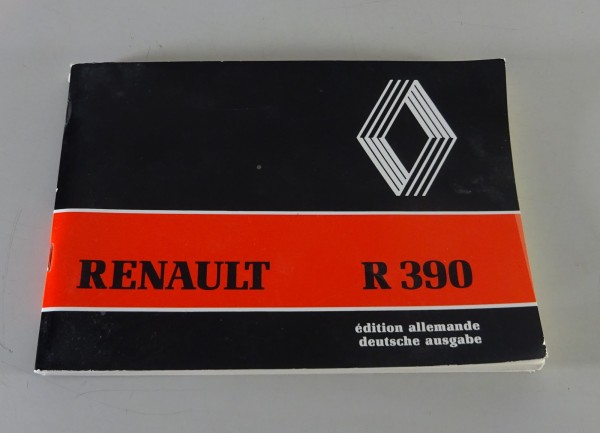 RENAULT R 390
édition allemande
deutsche ausgabe